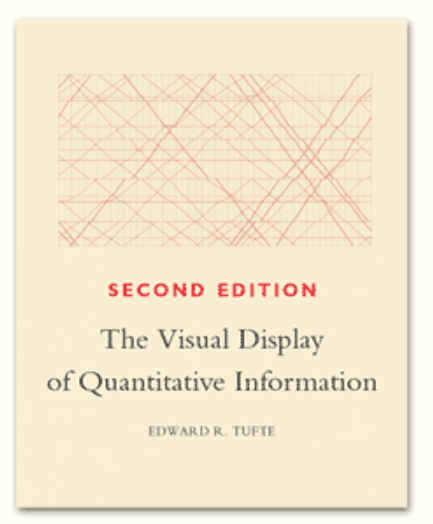 SECOND EDITION
The Visual Display
of Quantitative Information
EDWARD R. TUFTE